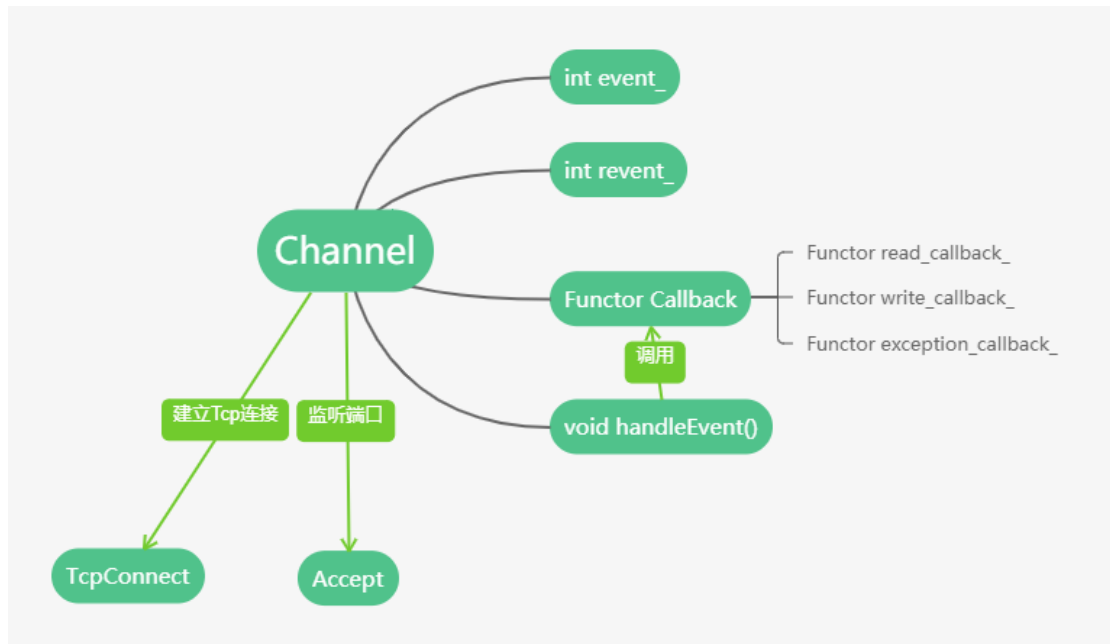 int event_
int revent_
Channel
Functor Callback
Functor read_callback_
Functor write_callback_
Functor exception_callback_
调用
void handleEvent()
建立Tcp连接
监听端口
TcpConnect
Accept